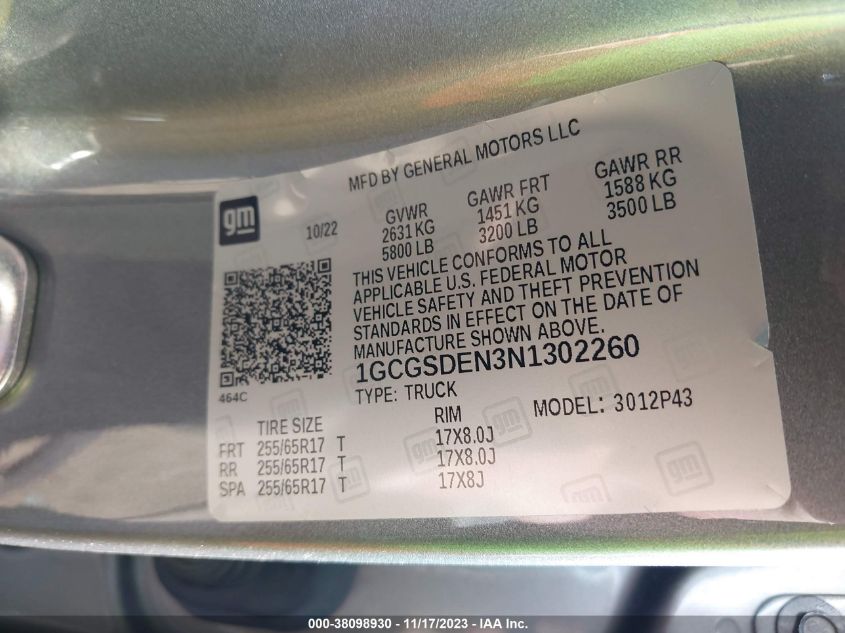 MFD BY GENERAL MOTORS LLC
gm
10/22
GVWR GAWR FRT GAWR RR
2631 KG 1451 KG 1588 KG
5800 LB 3200 LB 3500 LB
THIS VEHICLE CONFORMS TO ALL
APPLICABLE U.S. FEDERAL MOTOR
VEHICLE SAFETY AND THEFT PREVENTION
STANDARDS IN EFFECT ON THE DATE OF
MANUFACTURE SHOWN ABOVE.
1GCGSDEN3N1302260
464C
TYPE: TRUCK
MODEL: 3012P43
TIRE SIZE RIM
FRT 255/65R17 T 17X8.0J
RR 255/65R17 T 17X8.0J
SPA 255/65R17 T 17X8J
000-38098930 - 11/17/2023 - IAA Inc.